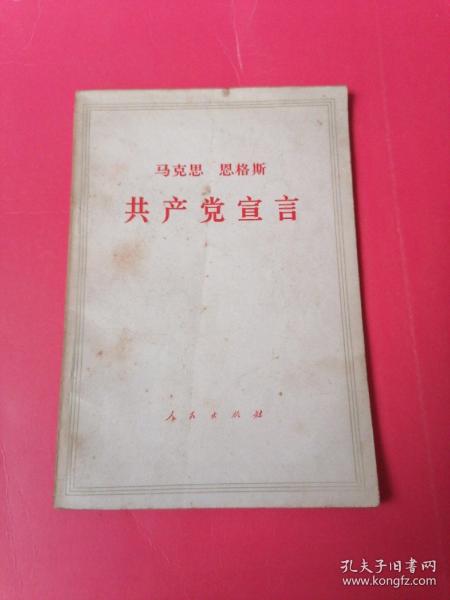 马克思 恩格斯
共产党宣言
人民出版社
孔夫子旧书网
www.kongfz.com